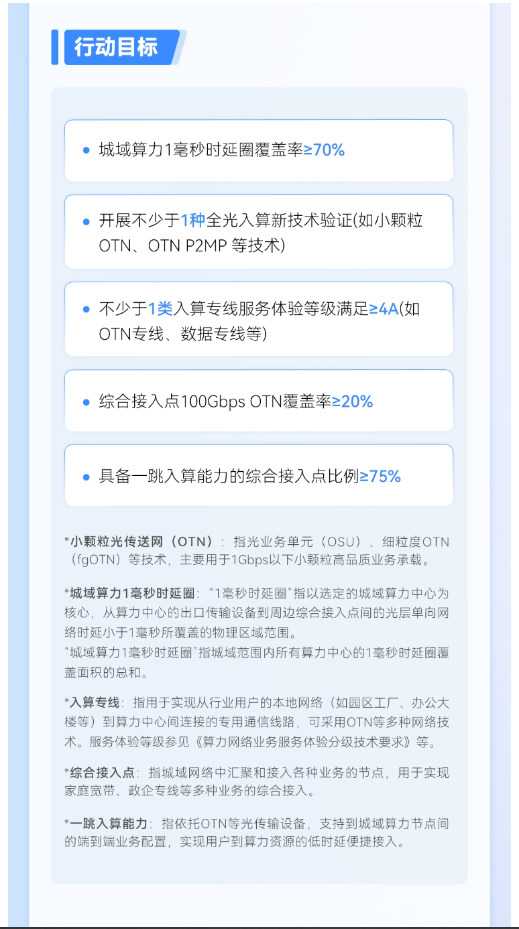 行动目标
城域算力1毫秒时延圈覆盖率≥70%
开展不少于1种全光入算新技术验证(如小颗粒
OTN、OTN P2MP 等技术)
不少于1类入算专线服务体验等级满足≥4A(如
OTN专线、数据专线等)
综合接入点100Gbps OTN覆盖率≥20%
具备一跳入算能力的综合接入点比例≥75%
*小颗粒光传送网（OTN）：指光业务单元（OSU）、细粒度OTN
（fgOTN）等技术，主要用于1Gbps以下小颗粒高品质业务承载。
*城域算力1毫秒时延圈：“1毫秒时延圈”指以选定的城域算力中心为
核心，从算力中心的出口传输设备到周边综合接入点间的光层单向网
络时延小于1毫秒所覆盖的物理区域范围。
“城域算力1毫秒时延圈”指城域范围内所有算力中心的1毫秒时延圈覆
盖面积的总和。
*入算专线：指用于实现从行业用户的本地网络（如园区工厂、办公大
楼等）到算力中心间连接的专用通信线路，可采用OTN等多种网络技
术。服务体验等级参见《算力网络业务服务体验分级技术要求》等。
*综合接入点：指城域网络中汇聚和接入各种业务的节点，用于实现
家庭宽带、政企专线等多种业务的综合接入。
*一跳入算能力：指依托OTN等光传输设备，支持到城域算力节点间
的端到端业务配置，实现用户到算力资源的低时延便捷接入。